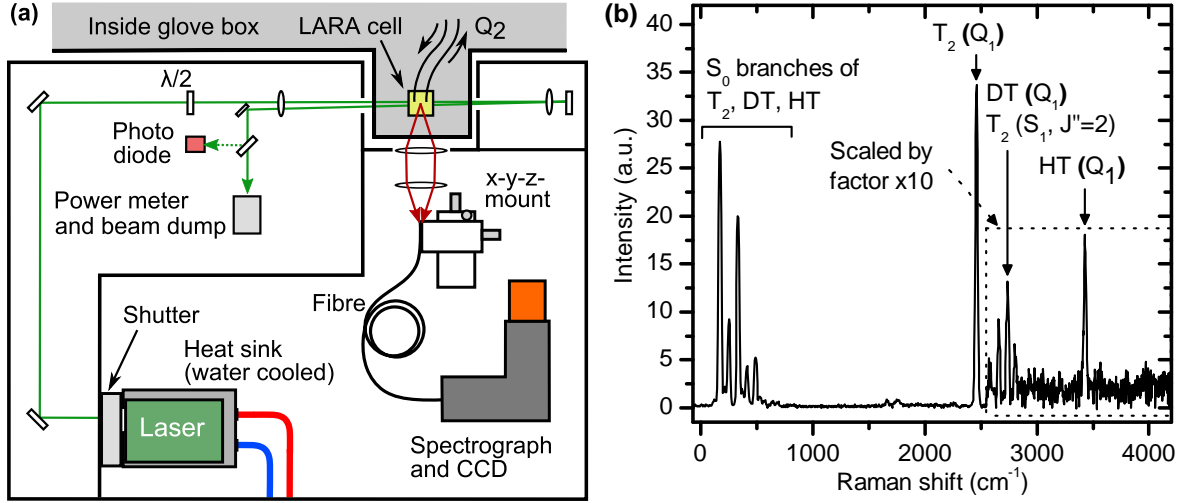 (a)
Inside glove box
LARA cell
Q2
λ/2
Photo
diode
Power meter
and beam dump
x-y-z-
mount
Fibre
Shutter
Heat sink
(water cooled)
Laser
Spectrograph
and CCD
(b)
T2 (Q1)
S0 branches of
T2, DT, HT
DT (Q1)
T2 (S1, J"=2)
Scaled by
factor x10
HT (Q1)
Intensity (a.u.)
40
35
30
25
20
15
10
5
0
0 1000 2000 3000 4000
Raman shift (cm⁻¹)